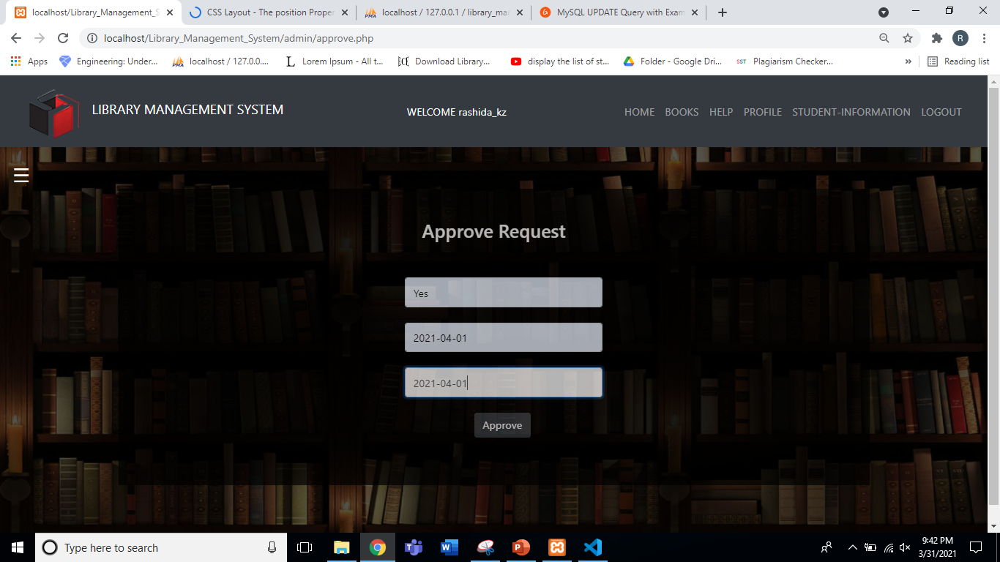 localhost/Library_Management_S
CSS Layout - The position Proper
localhost / 127.0.0.1 / library_ma
MySQL UPDATE Query with Exam
localhost/Library_Management_System/admin/approve.php
R
Apps
Engineering: Under...
localhost / 127.0.0....
Lorem Ipsum - All t...
Download Library...
display the list of st...
Folder - Google Dri...
SST
Plagiarism Checker...
Reading list
LIBRARY MANAGEMENT SYSTEM
WELCOME rashida_kz
HOME
BOOKS
HELP
PROFILE
STUDENT-INFORMATION
LOGOUT
Approve Request
Yes
2021-04-01
2021-04-01
Approve
Type here to search
9:42 PM
3/31/2021